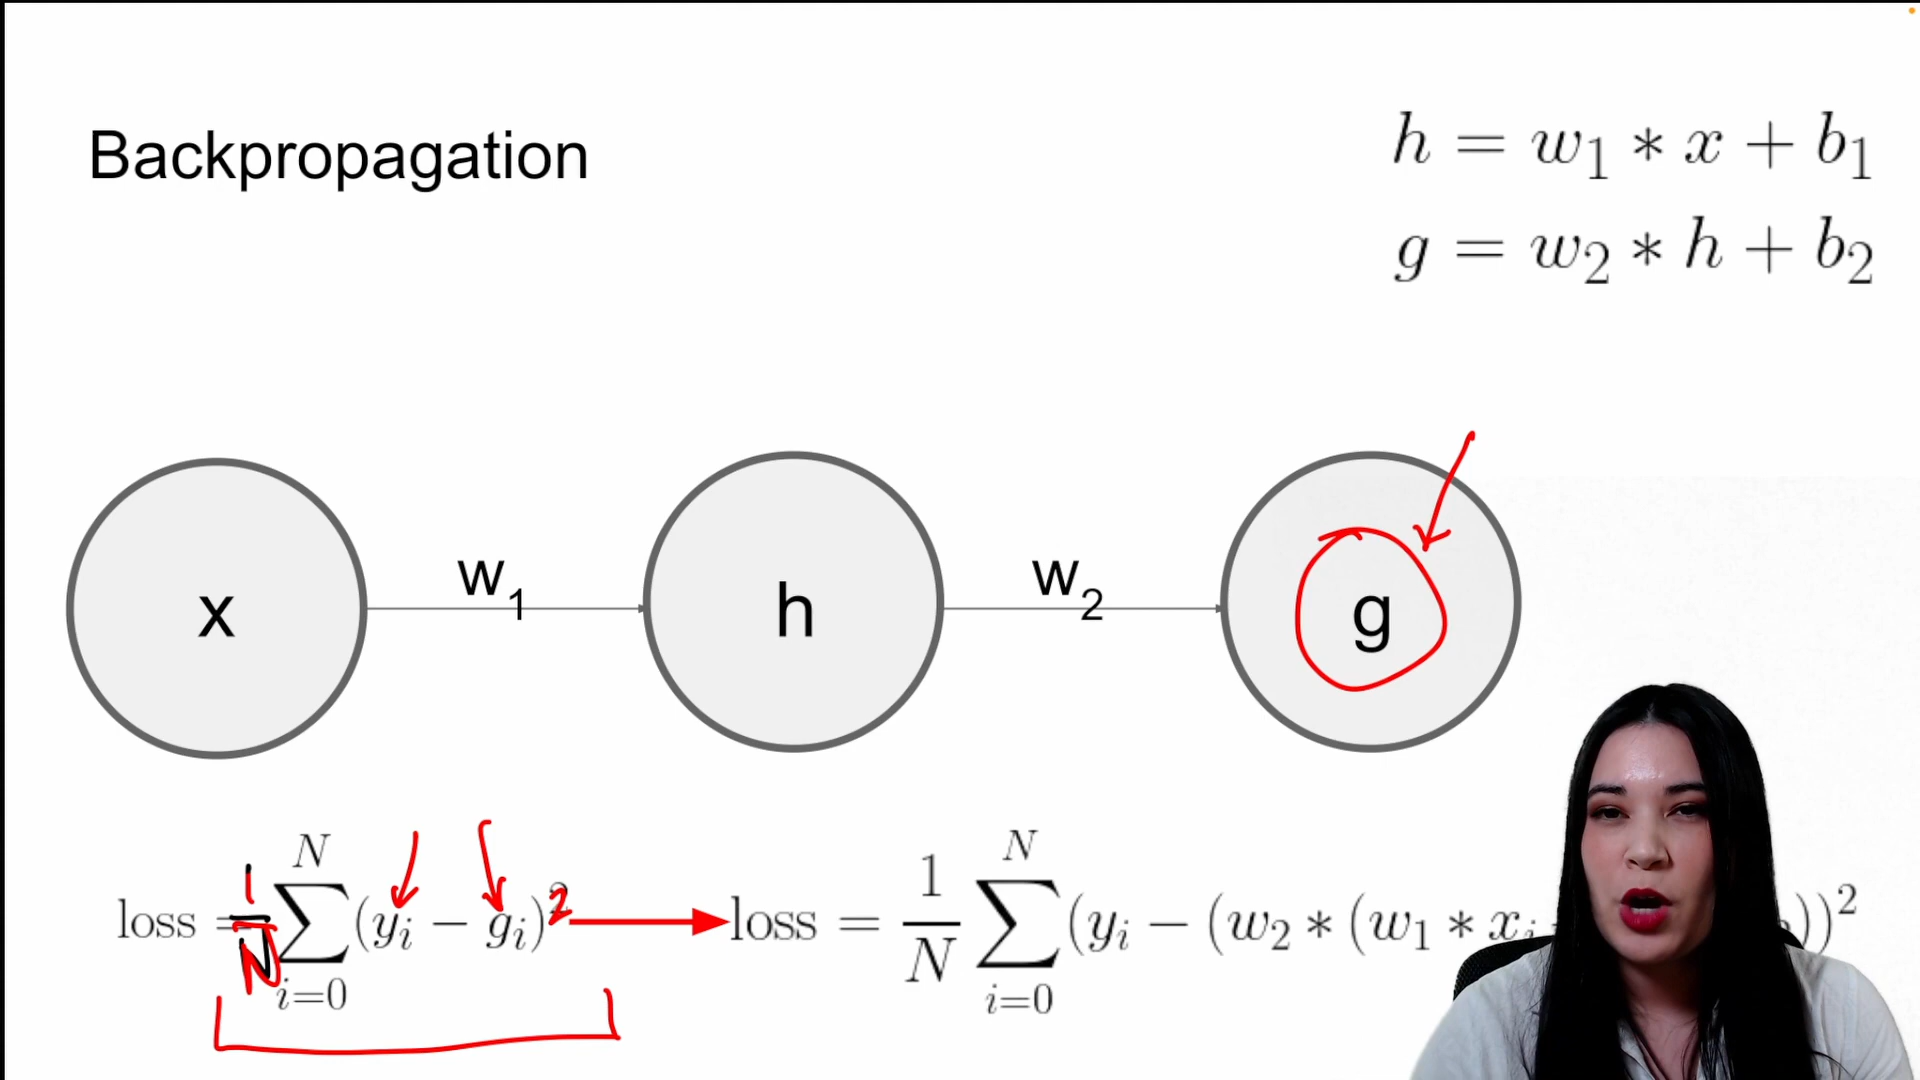 Backpropagation
h = w₁ * x + b₁
g = w₂ * h + b₂
x w₁ h w₂ g
loss = 1/N ∑_{i=0}^{N} (yᵢ − gᵢ)² loss = 1/N ∑_{i=0}^{N} (yᵢ − (w₂ * (w₁ * xᵢ ))²